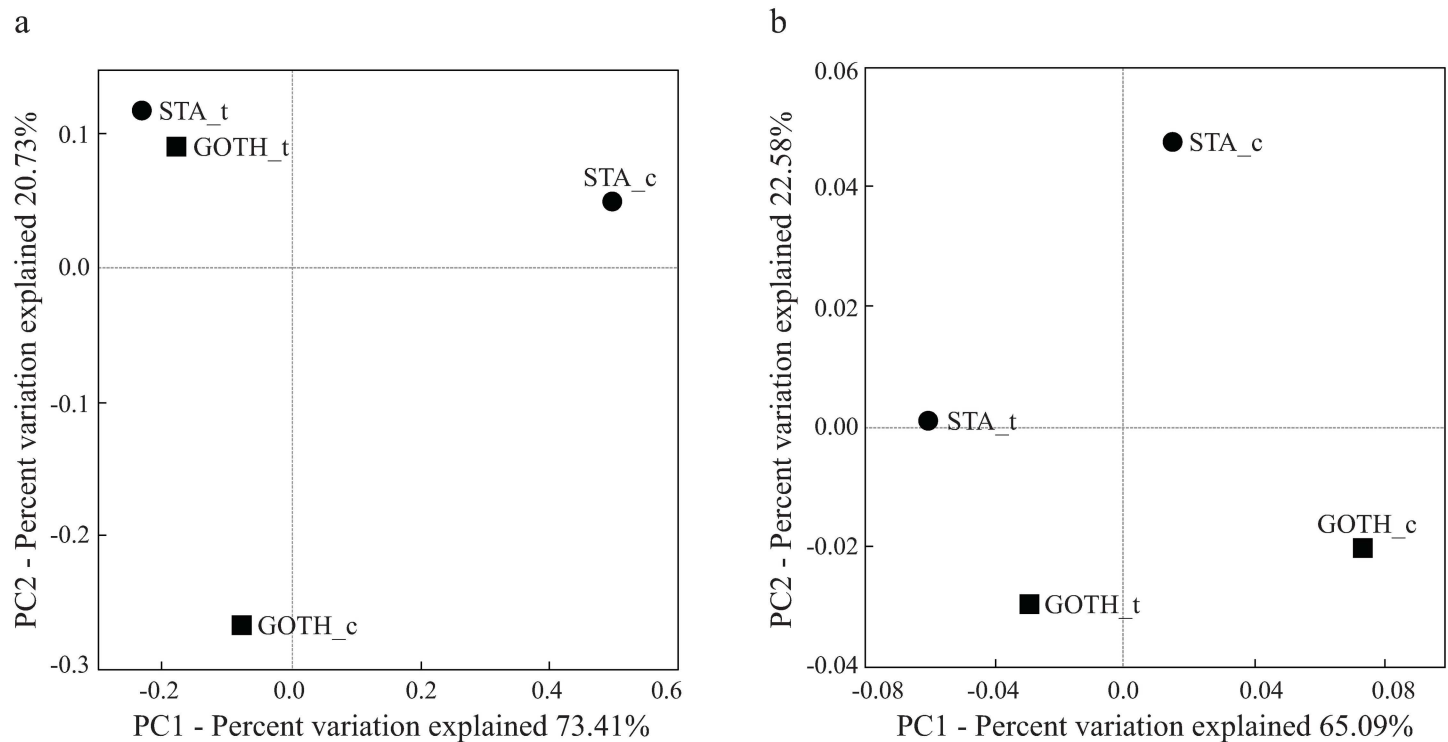 a
STA_t
GOTH_t
STA_c
GOTH_c
0.1
0.0
-0.1
-0.2
-0.3
-0.2
0.0
0.2
0.4
0.6
PC2 - Percent variation explained 20.73%
PC1 - Percent variation explained 73.41%
b
STA_c
STA_t
GOTH_c
GOTH_t
0.06
0.04
0.02
0.00
-0.02
-0.04
-0.08
-0.04
0.0
0.04
0.08
PC2 - Percent variation explained 22.58%
PC1 - Percent variation explained 65.09%